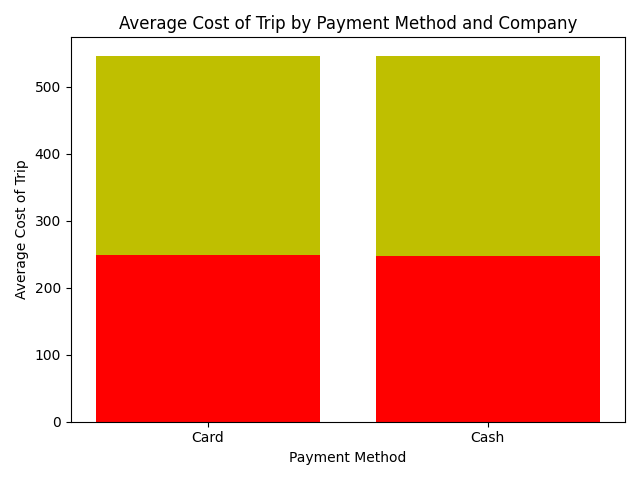 Average Cost of Trip by Payment Method and Company
Average Cost of Trip
500
400
300
200
100
0
Card
Cash
Payment Method